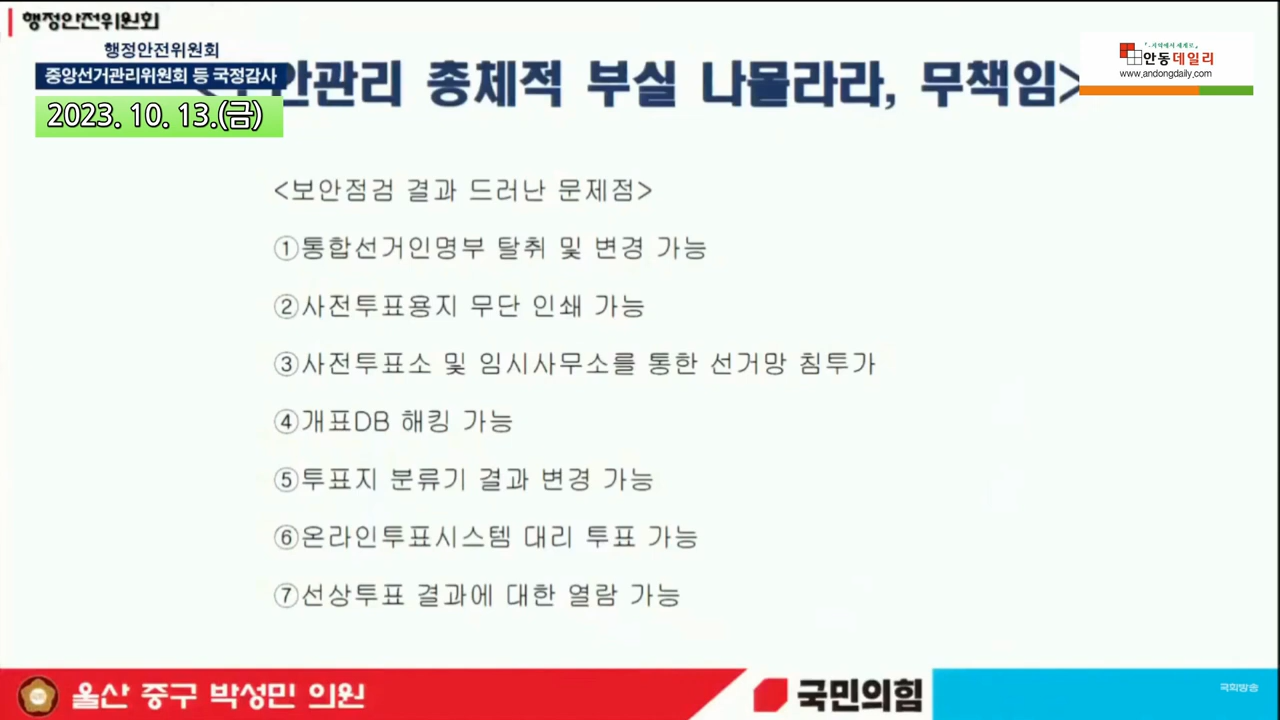 행정안전위원회
행정안전위원회
중앙선거관리위원회 등 국정감사
2023. 10. 13.(금)
안관리 총체적 부실 나몰라라, 무책임>
안동데일리
www.andongdaily.com
<보안점검 결과 드러난 문제점>
①통합선거인명부 탈취 및 변경 가능
②사전투표용지 무단 인쇄 가능
③사전투표소 및 임시사무소를 통한 선거망 침투가
④개표DB 해킹 가능
⑤투표지 분류기 결과 변경 가능
⑥온라인투표시스템 대리 투표 가능
⑦선상투표 결과에 대한 열람 가능
울산 중구 박성민 의원
국민의힘
국회방송